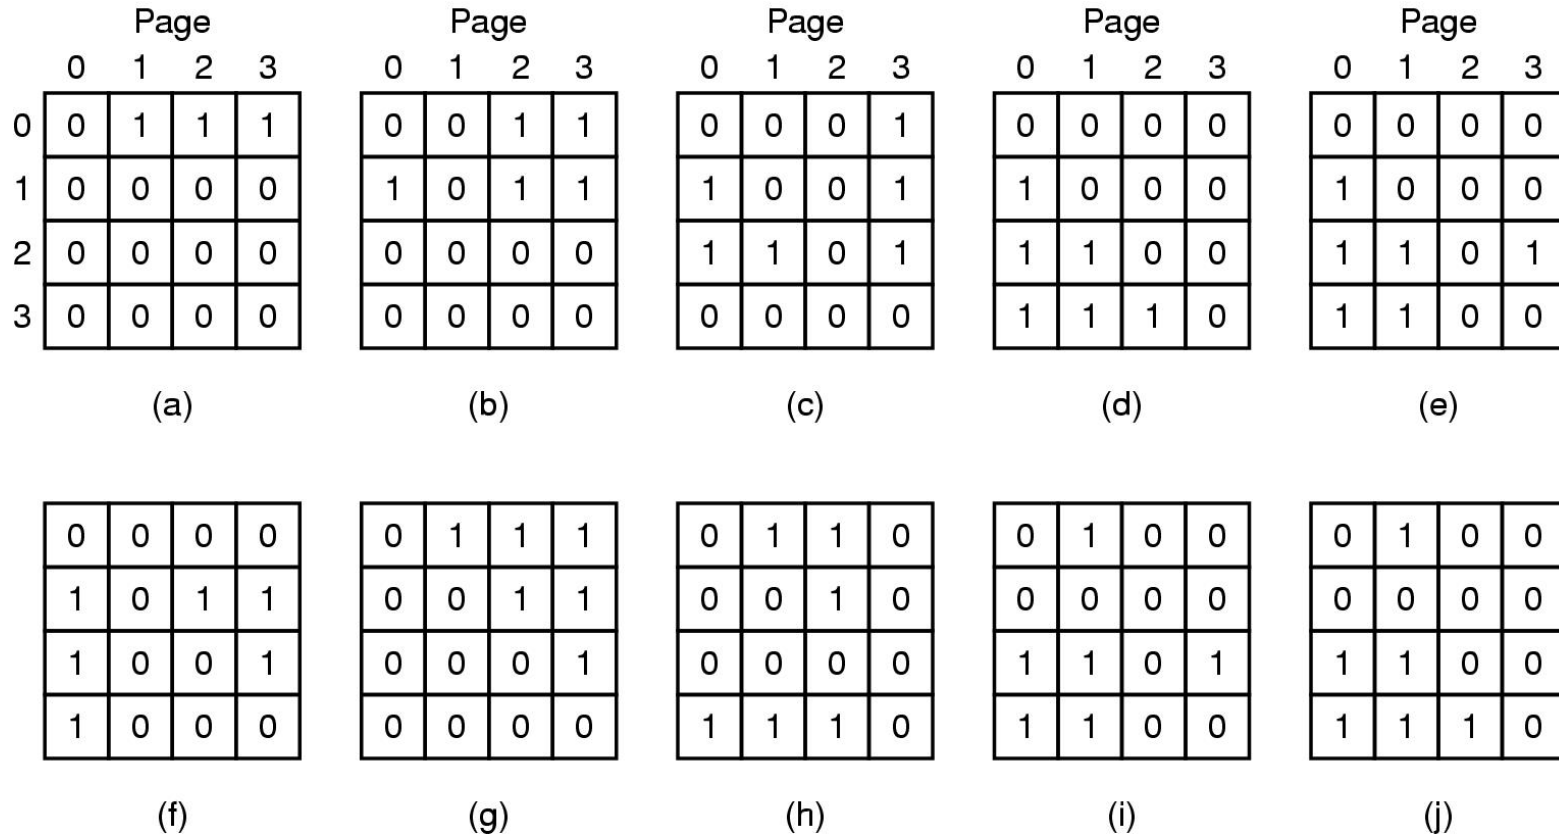 Page Page Page Page Page
0 1 2 3 0 1 2 3 0 1 2 3 0 1 2 3 0 1 2 3
0 0 1 1 1 0 0 1 1 0 0 0 1 0 0 0 0 0 0 0 0
1 0 0 0 0 1 0 1 1 1 0 0 1 1 0 0 0 1 0 0 0
2 0 0 0 0 0 0 0 0 1 1 0 1 1 1 0 0 1 1 0 1
3 0 0 0 0 0 0 0 0 0 0 0 0 1 1 1 0 1 1 0 0
(a) (b) (c) (d) (e)
0 0 0 0 0 1 1 1 0 1 1 0 0 1 0 0 0 1 0 0
1 0 1 1 0 0 1 1 0 0 1 0 0 0 0 0 0 0 0 0
1 0 0 1 0 0 0 1 0 0 0 0 1 1 0 1 1 1 0 0
1 0 0 0 0 0 0 0 1 1 1 0 1 1 0 0 1 1 1 0
(f) (g) (h) (i) (j)